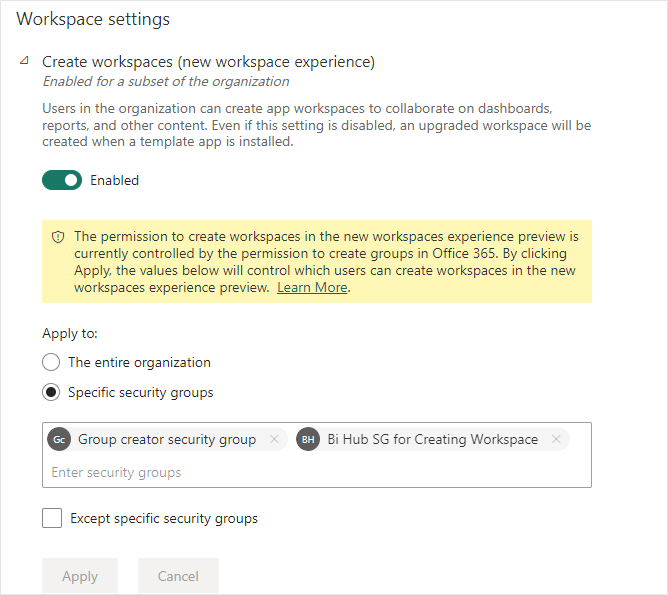 Workspace settings
Create workspaces (new workspace experience)
Enabled for a subset of the organization
Users in the organization can create app workspaces to collaborate on dashboards,
reports, and other content. Even if this setting is disabled, an upgraded workspace will be
created when a template app is installed.
Enabled
The permission to create workspaces in the new workspaces experience preview is
currently controlled by the permission to create groups in Office 365. By clicking
Apply, the values below will control which users can create workspaces in the new
workspaces experience preview. Learn More.
Apply to:
The entire organization
Specific security groups
Gc Group creator security group BH Bi Hub SG for Creating Workspace
Enter security groups
Except specific security groups
Apply Cancel